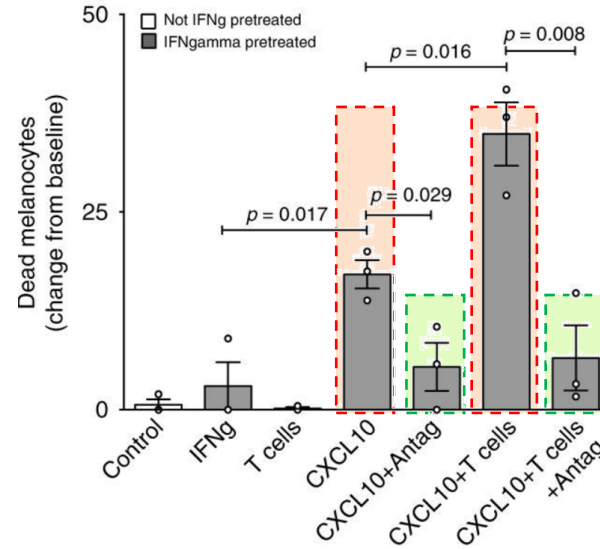 50
Not IFNg pretreated
IFNgamma pretreated
p = 0.008
p = 0.016
25
p = 0.029
p = 0.017
0
Dead melanocytes
(change from baseline)
Control
IFNg
T cells
CXCL10
CXCL10+Antag
CXCL10+T cells
CXCL10+T cells
+Antag